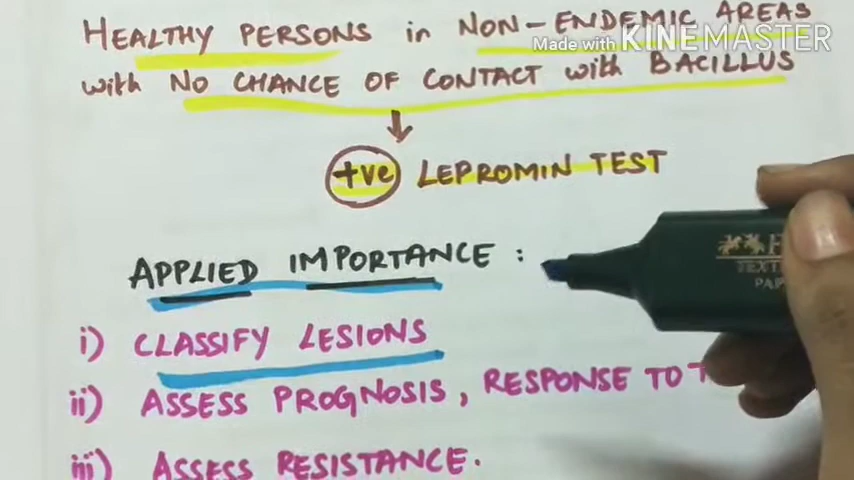 HEALTHY PERSONS in NON-ENDEMIC AREAS
Made with KINEMASTER
with NO CHANCE OF CONTACT with BACILLUS
+ve LEPROMIN TEST
APPLIED IMPORTANCE :
i) CLASSIFY LESIONS
ii) ASSESS PROGNOSIS, RESPONSE TO
iii) ASSESS RESISTANCE.